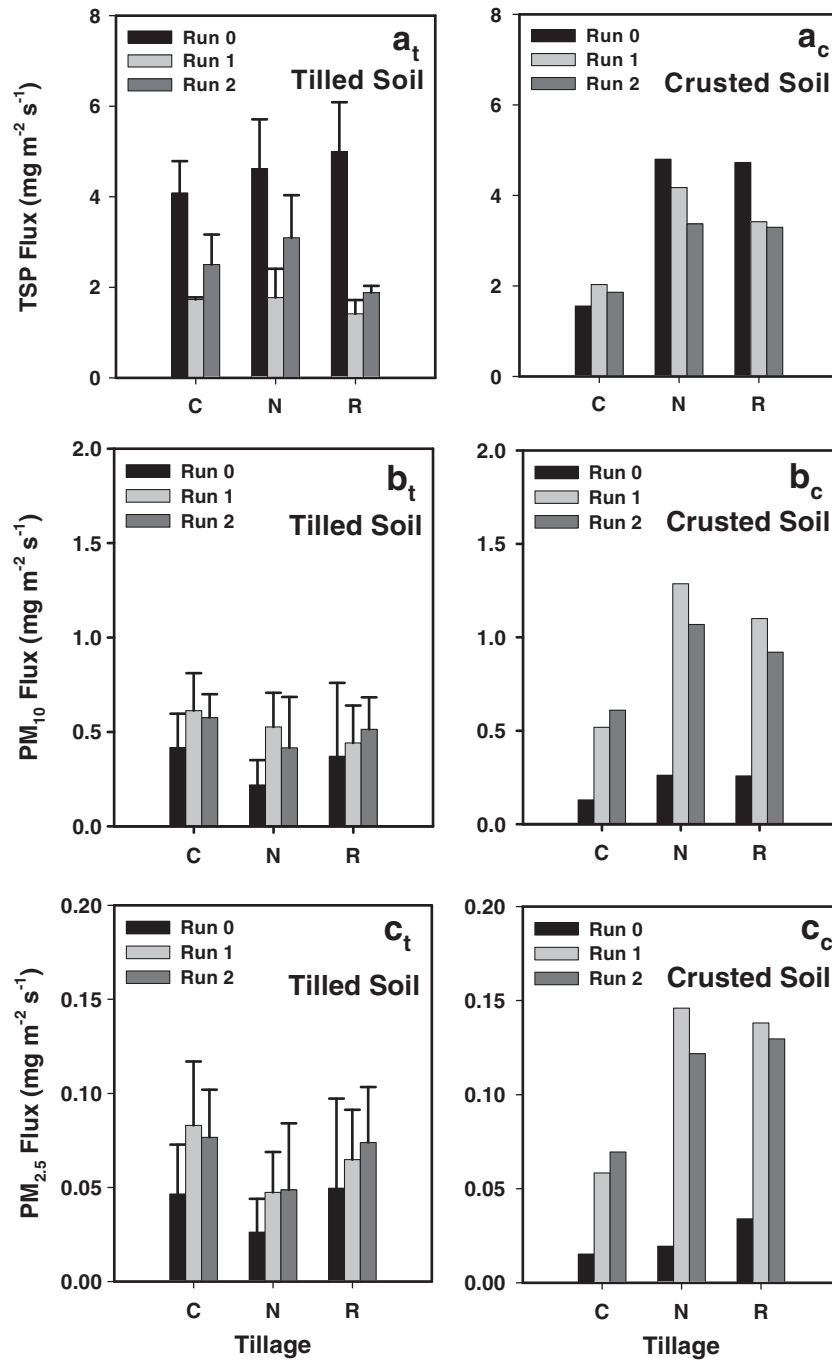 TSP Flux (mg m⁻² s⁻¹)
8
6
4
2
0
Run 0
Run 1
Run 2
aₜ
Tilled Soil
C N R
8
6
4
2
0
Run 0
Run 1
Run 2
a_c
Crusted Soil
C N R
PM₁₀ Flux (mg m⁻² s⁻¹)
2.0
1.5
1.0
0.5
0.0
Run 0
Run 1
Run 2
bₜ
Tilled Soil
C N R
2.0
1.5
1.0
0.5
0.0
Run 0
Run 1
Run 2
b_c
Crusted Soil
C N R
PM₂.₅ Flux (mg m⁻² s⁻¹)
0.20
0.15
0.10
0.05
0.00
Run 0
Run 1
Run 2
cₜ
Tilled Soil
C N R
Tillage
0.20
0.15
0.10
0.05
0.00
Run 0
Run 1
Run 2
c_c
Crusted Soil
C N R
Tillage